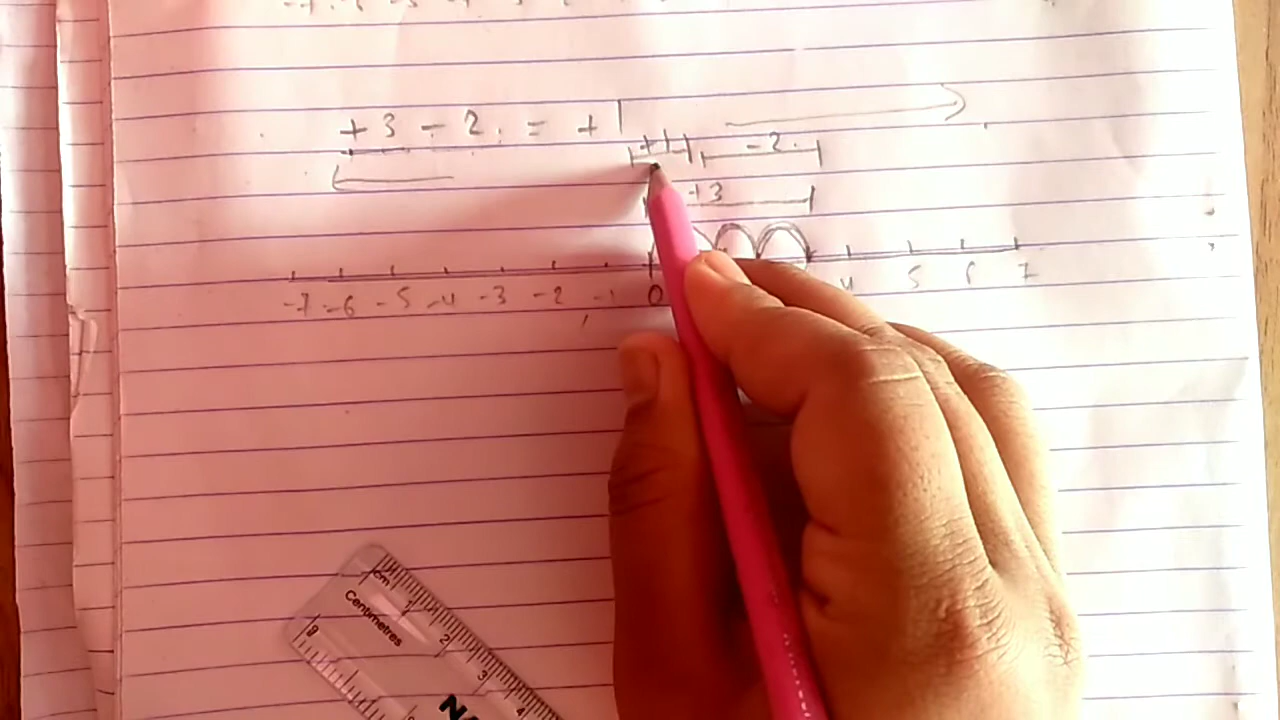 +3 - 2 = +1
+1 -2
+3
-7 -6 -5 -4 -3 -2 -1 0 4 5 6 7
cm 1 2 3 4
Centimetres